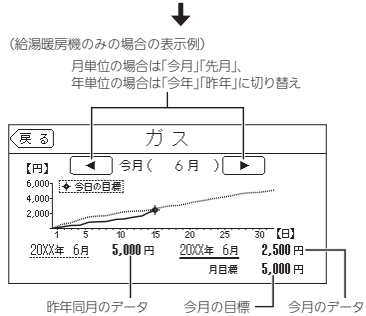 （給湯暖房機のみの場合の表示例）
月単位の場合は「今月」「先月」、
年単位の場合は「今年」「昨年」に切り替え
戻る ガス
【円】 ◀ 今月（ 6月 ） ▶
6,000
4,000
2,000
今日の目標
1 5 10 15 20 25 30 【日】
20XX年 6月 5,000円 20XX年 6月 2,500円
月目標 5,000円
昨年同月のデータ 今月の目標 今月のデータ